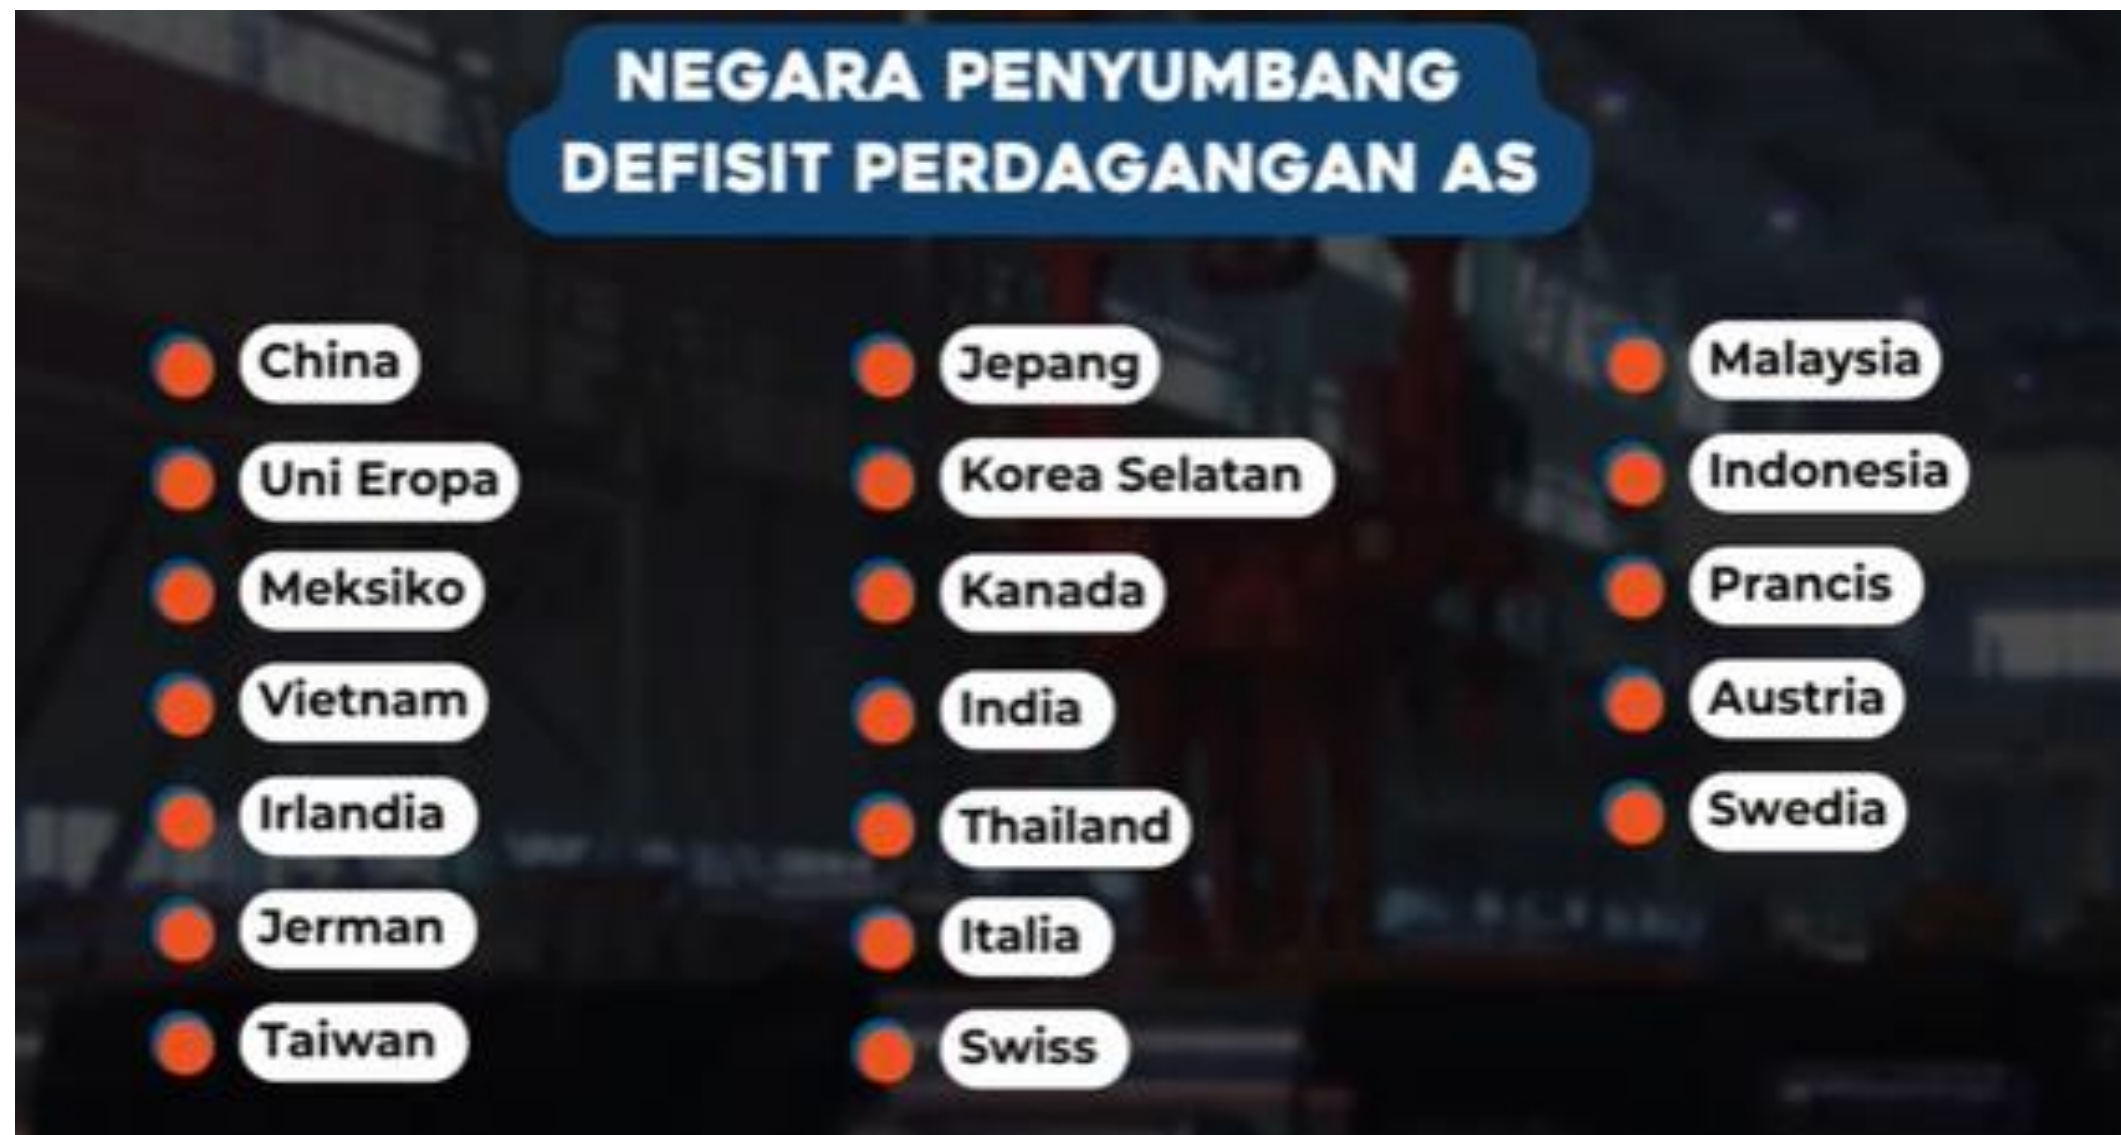 NEGARA PENYUMBANG
DEFISIT PERDAGANGAN AS
China
Uni Eropa
Meksiko
Vietnam
Irlandia
Jerman
Taiwan
Jepang
Korea Selatan
Kanada
India
Thailand
Italia
Swiss
Malaysia
Indonesia
Prancis
Austria
Swedia